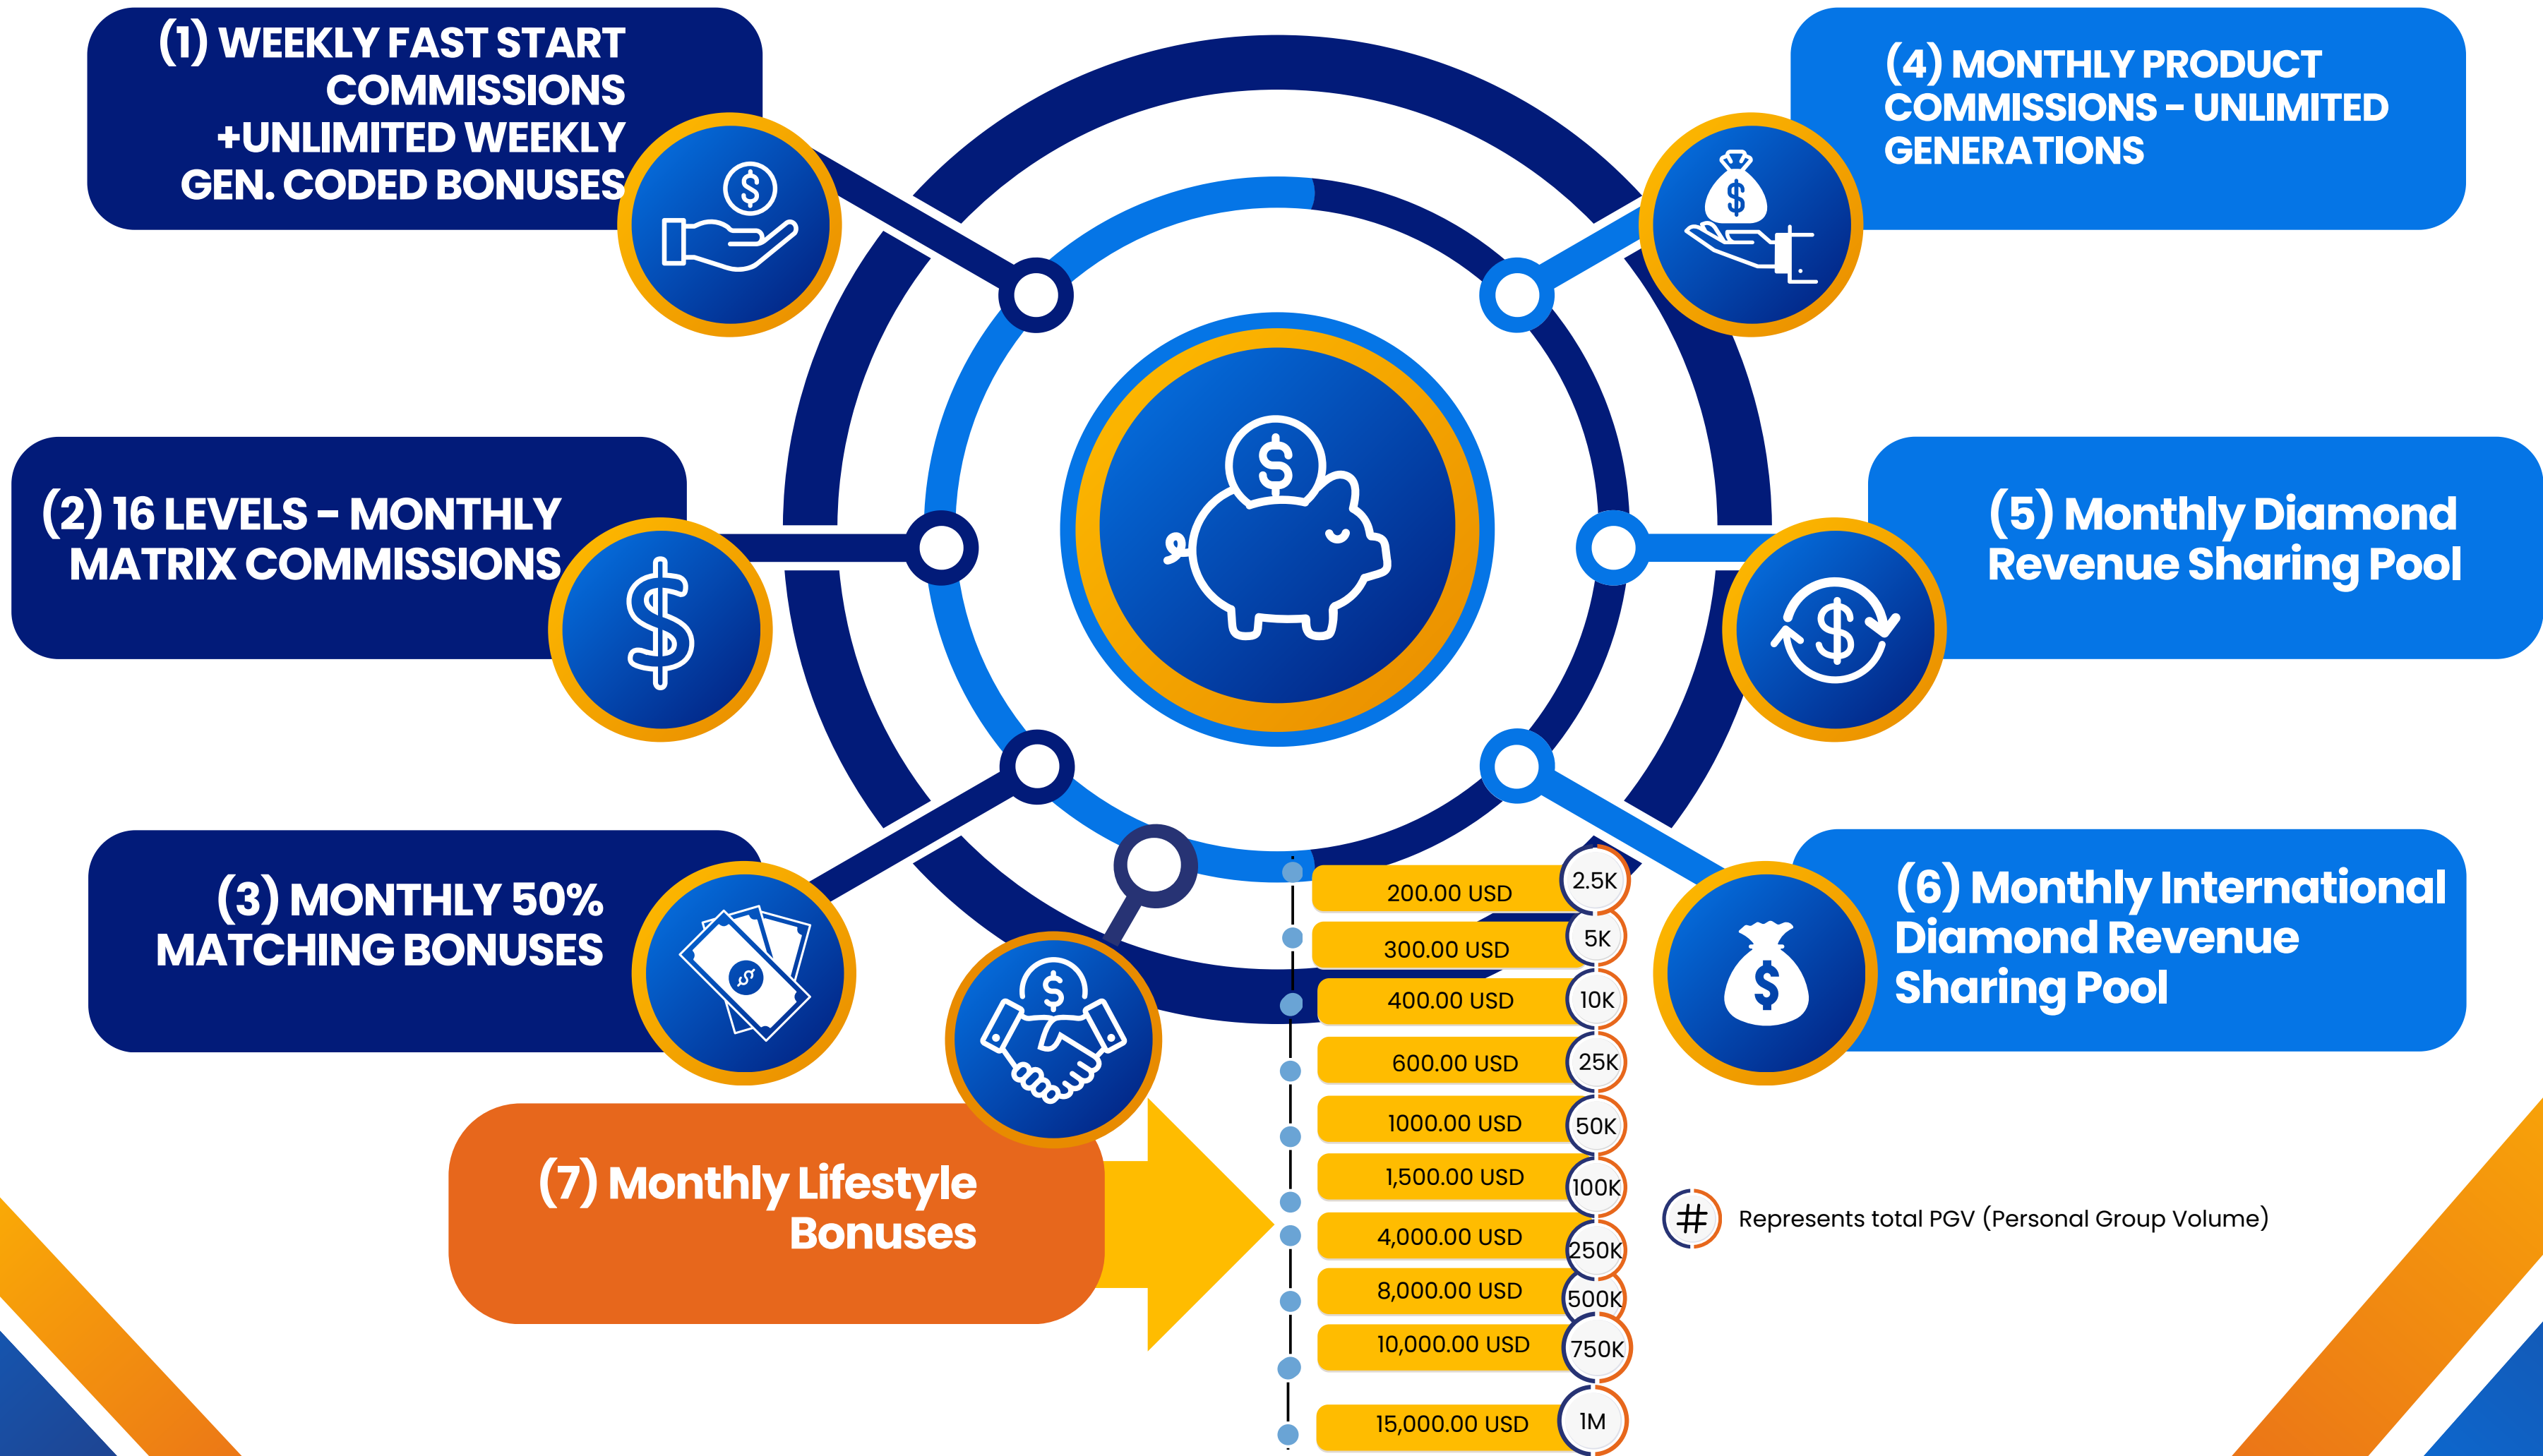 (1) WEEKLY FAST START
COMMISSIONS
+UNLIMITED WEEKLY
GEN. CODED BONUSES
(2) 16 LEVELS - MONTHLY
MATRIX COMMISSIONS
(3) MONTHLY 50%
MATCHING BONUSES
(4) MONTHLY PRODUCT
COMMISSIONS - UNLIMITED
GENERATIONS
(5) Monthly Diamond
Revenue Sharing Pool
(6) Monthly International
Diamond Revenue
Sharing Pool
(7) Monthly Lifestyle
Bonuses
200.00 USD 2.5K
300.00 USD 5K
400.00 USD 10K
600.00 USD 25K
1000.00 USD 50K
1,500.00 USD 100K
4,000.00 USD 250K
8,000.00 USD 500K
10,000.00 USD 750K
15,000.00 USD 1M
# Represents total PGV (Personal Group Volume)
$
$
$
$
$
$
$
$